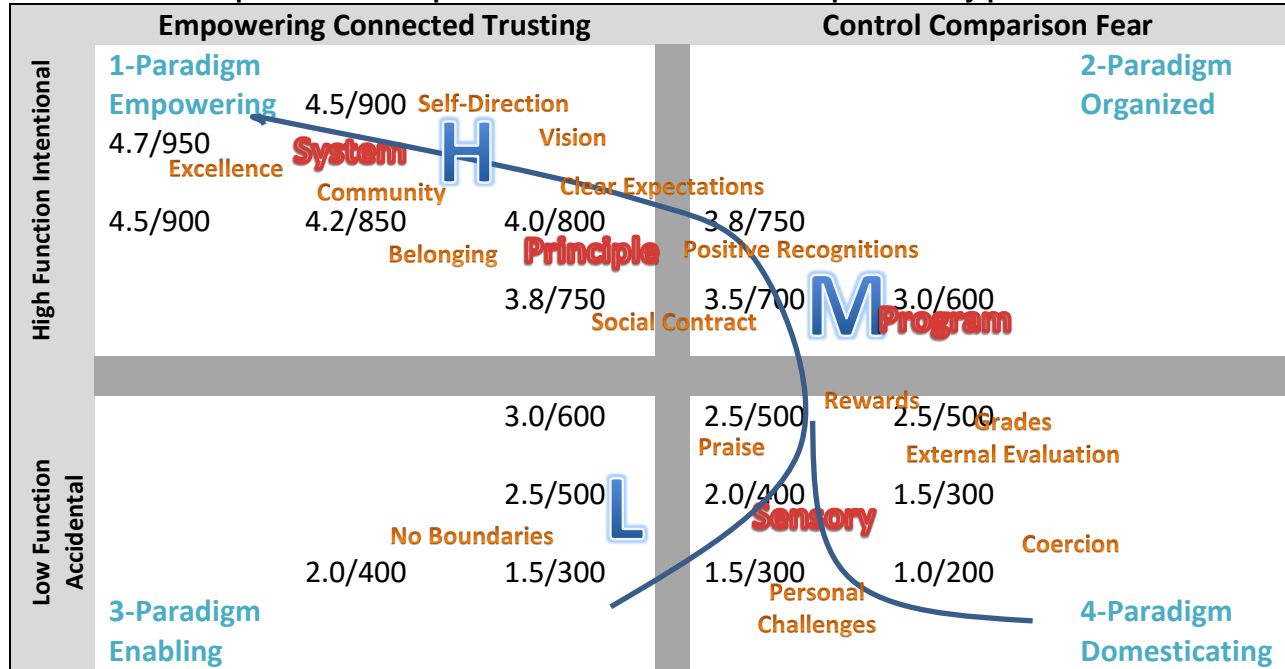 Empowering Connected Trusting
Control Comparison Fear
High Function Intentional
1-Paradigm
Empowering
2-Paradigm
Organized
4.5/900
Self-Direction
Vision
4.7/950
System
H
Excellence
Community
Clear Expectations
4.5/900
4.2/850
4.0/800
3.8/750
Belonging
Principle
Positive Recognitions
3.8/750
3.5/700
M
3.0/600
Social Contract
Program
Low Function
Accidental
3.0/600
2.5/500
Rewards
2.5/500
Grades
Praise
External Evaluation
2.5/500
L
2.0/400
1.5/300
Sensory
No Boundaries
Coercion
2.0/400
1.5/300
1.5/300
1.0/200
Personal
Challenges
3-Paradigm
Enabling
4-Paradigm
Domesticating